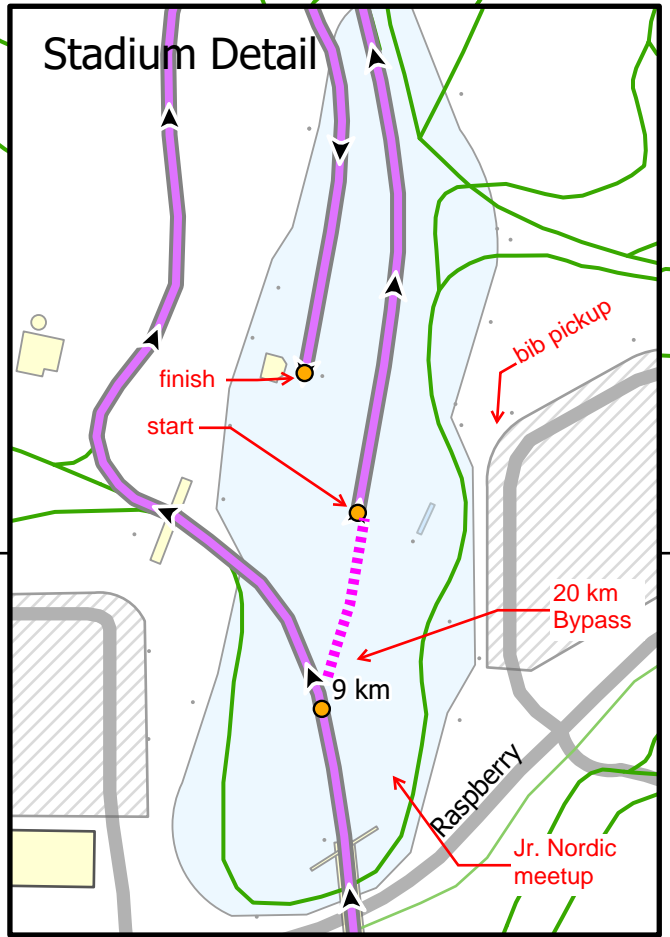 Stadium Detail
bib pickup
finish
start
20 km
Bypass
9 km
Raspberry
Jr. Nordic
meetup